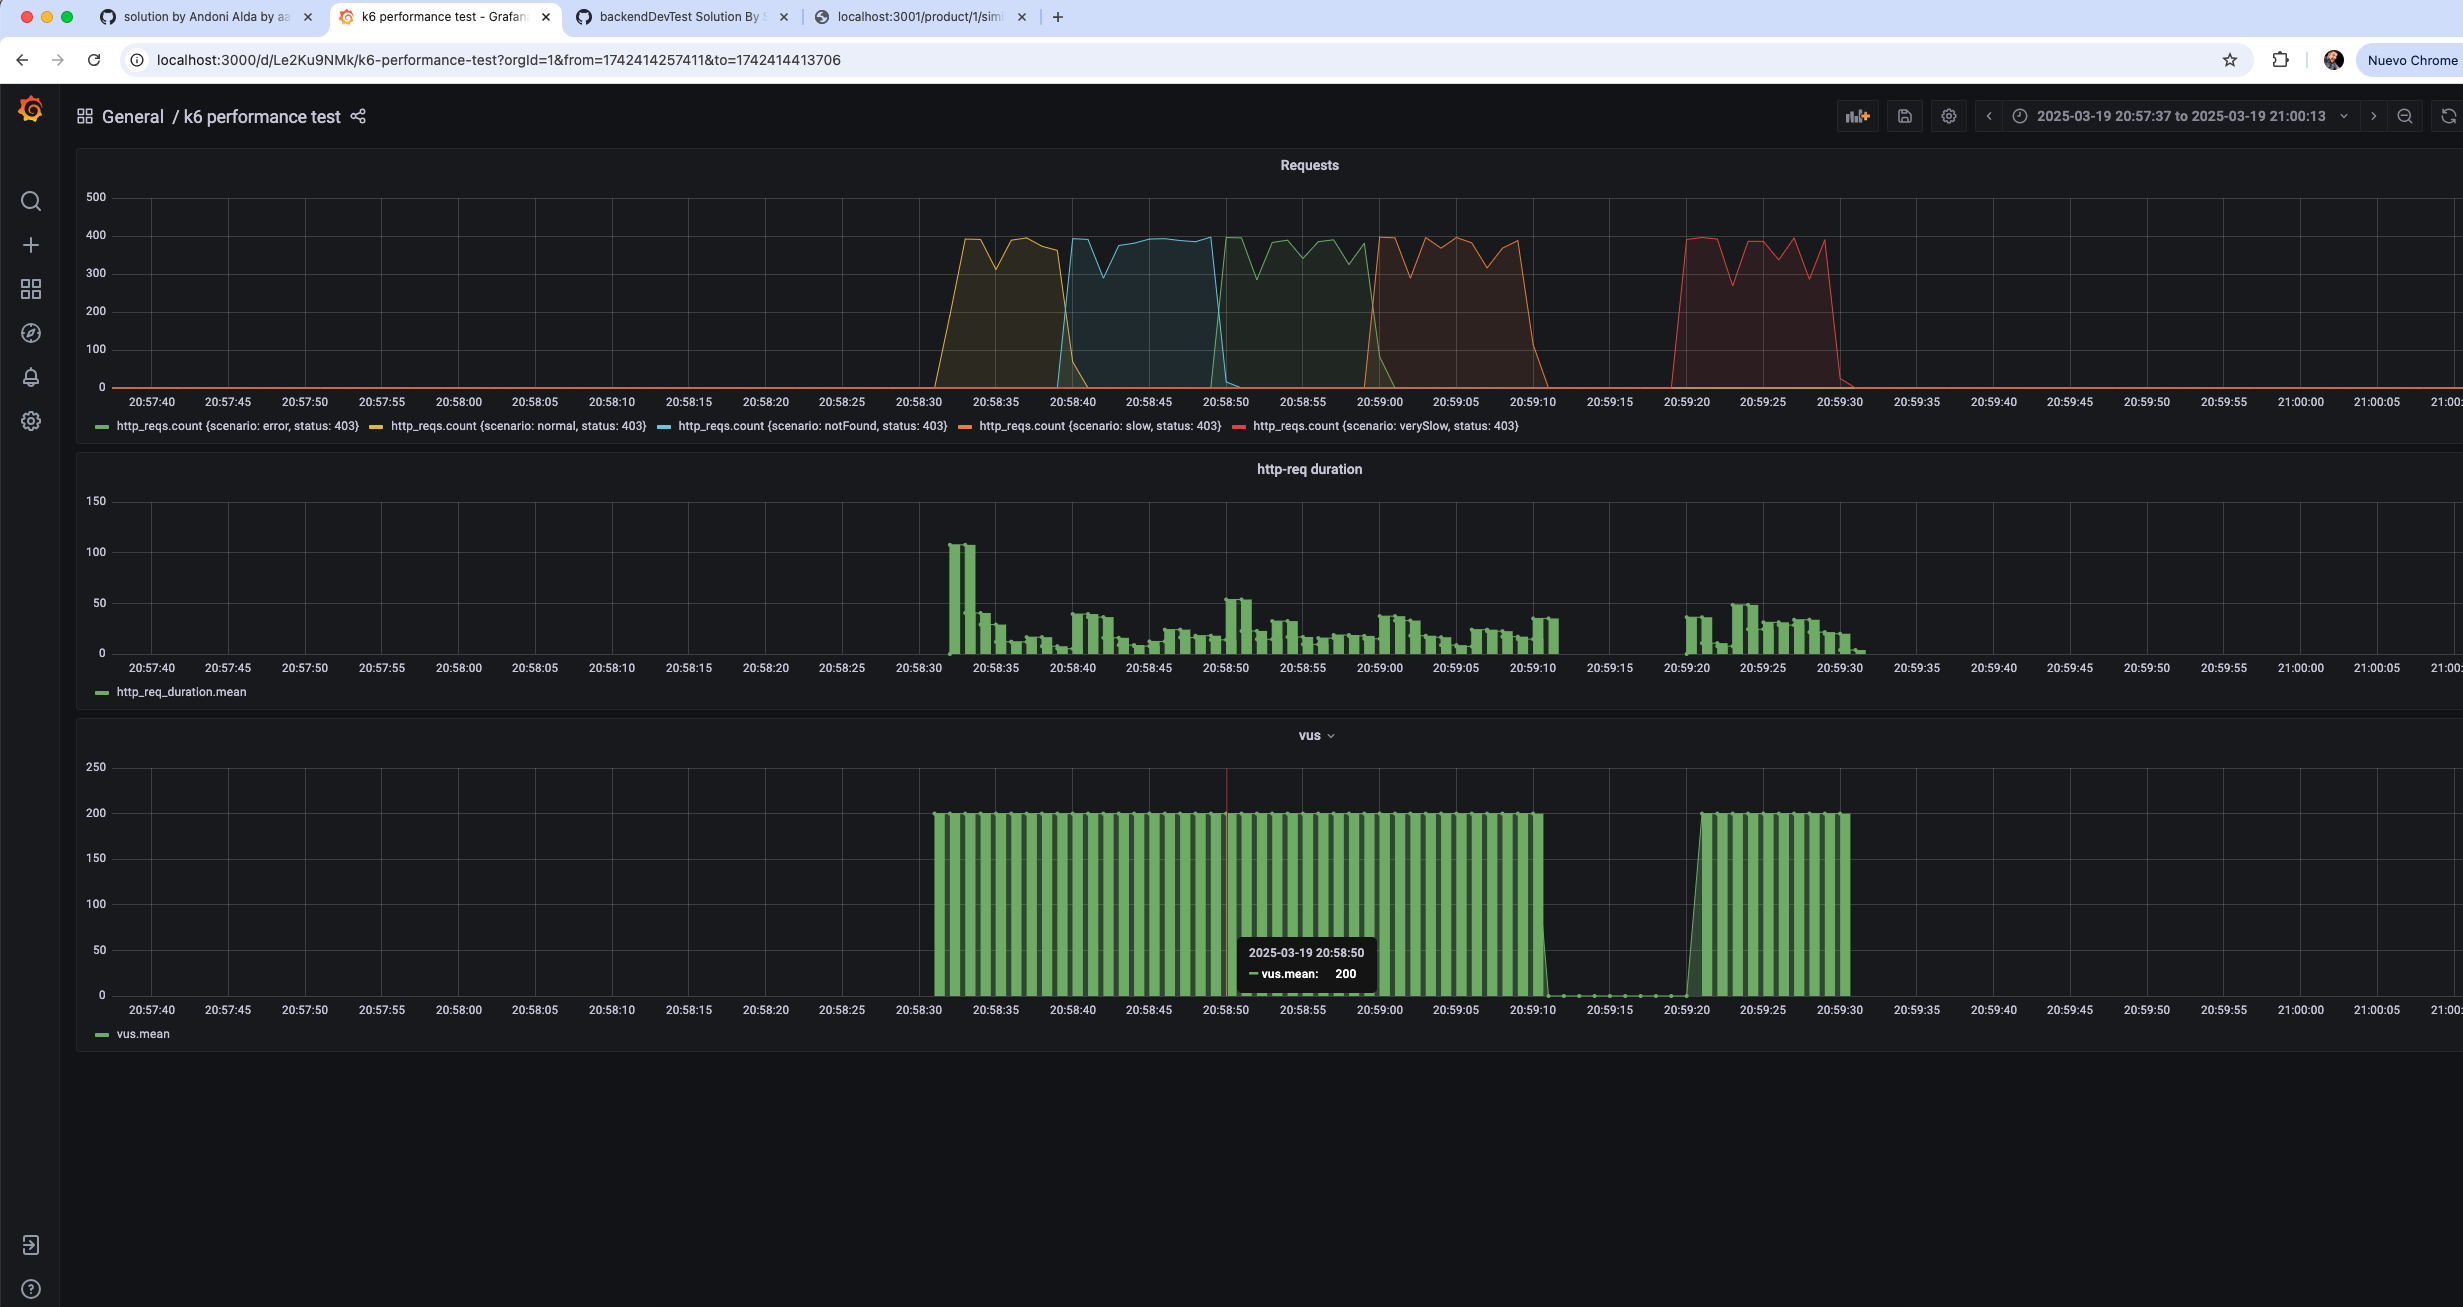 solution by Andoni Alda by aa
k6 performance test - Grafan
backendDevTest Solution By S
localhost:3001/product/1/simi
localhost:3000/d/Le2Ku9NMk/k6-performance-test?orgId=1&from=1742414257411&to=1742414413706
Nuevo Chrome
General / k6 performance test
2025-03-19 20:57:37 to 2025-03-19 21:00:13
Requests
500
400
300
200
100
0
20:57:40 20:57:45 20:57:50 20:57:55 20:58:00 20:58:05 20:58:10 20:58:15 20:58:20 20:58:25 20:58:30 20:58:35 20:58:40 20:58:45 20:58:50 20:58:55 20:59:00 20:59:05 20:59:10 20:59:15 20:59:20 20:59:25 20:59:30 20:59:35 20:59:40 20:59:45 20:59:50 20:59:55 21:00:00 21:00:05 21:00:
http_reqs.count {scenario: error, status: 403} http_reqs.count {scenario: normal, status: 403} http_reqs.count {scenario: notFound, status: 403} http_reqs.count {scenario: slow, status: 403} http_reqs.count {scenario: verySlow, status: 403}
http-req duration
150
100
50
0
20:57:40 20:57:45 20:57:50 20:57:55 20:58:00 20:58:05 20:58:10 20:58:15 20:58:20 20:58:25 20:58:30 20:58:35 20:58:40 20:58:45 20:58:50 20:58:55 20:59:00 20:59:05 20:59:10 20:59:15 20:59:20 20:59:25 20:59:30 20:59:35 20:59:40 20:59:45 20:59:50 20:59:55 21:00:00 21:00:05 21:00:
http_req_duration.mean
vus
250
200
150
100
50
0
2025-03-19 20:58:50
vus.mean: 200
20:57:40 20:57:45 20:57:50 20:57:55 20:58:00 20:58:05 20:58:10 20:58:15 20:58:20 20:58:25 20:58:30 20:58:35 20:58:40 20:58:45 20:58:50 20:58:55 20:59:00 20:59:05 20:59:10 20:59:15 20:59:20 20:59:25 20:59:30 20:59:35 20:59:40 20:59:45 20:59:50 20:59:55 21:00:00 21:00:05 21:00:
vus.mean